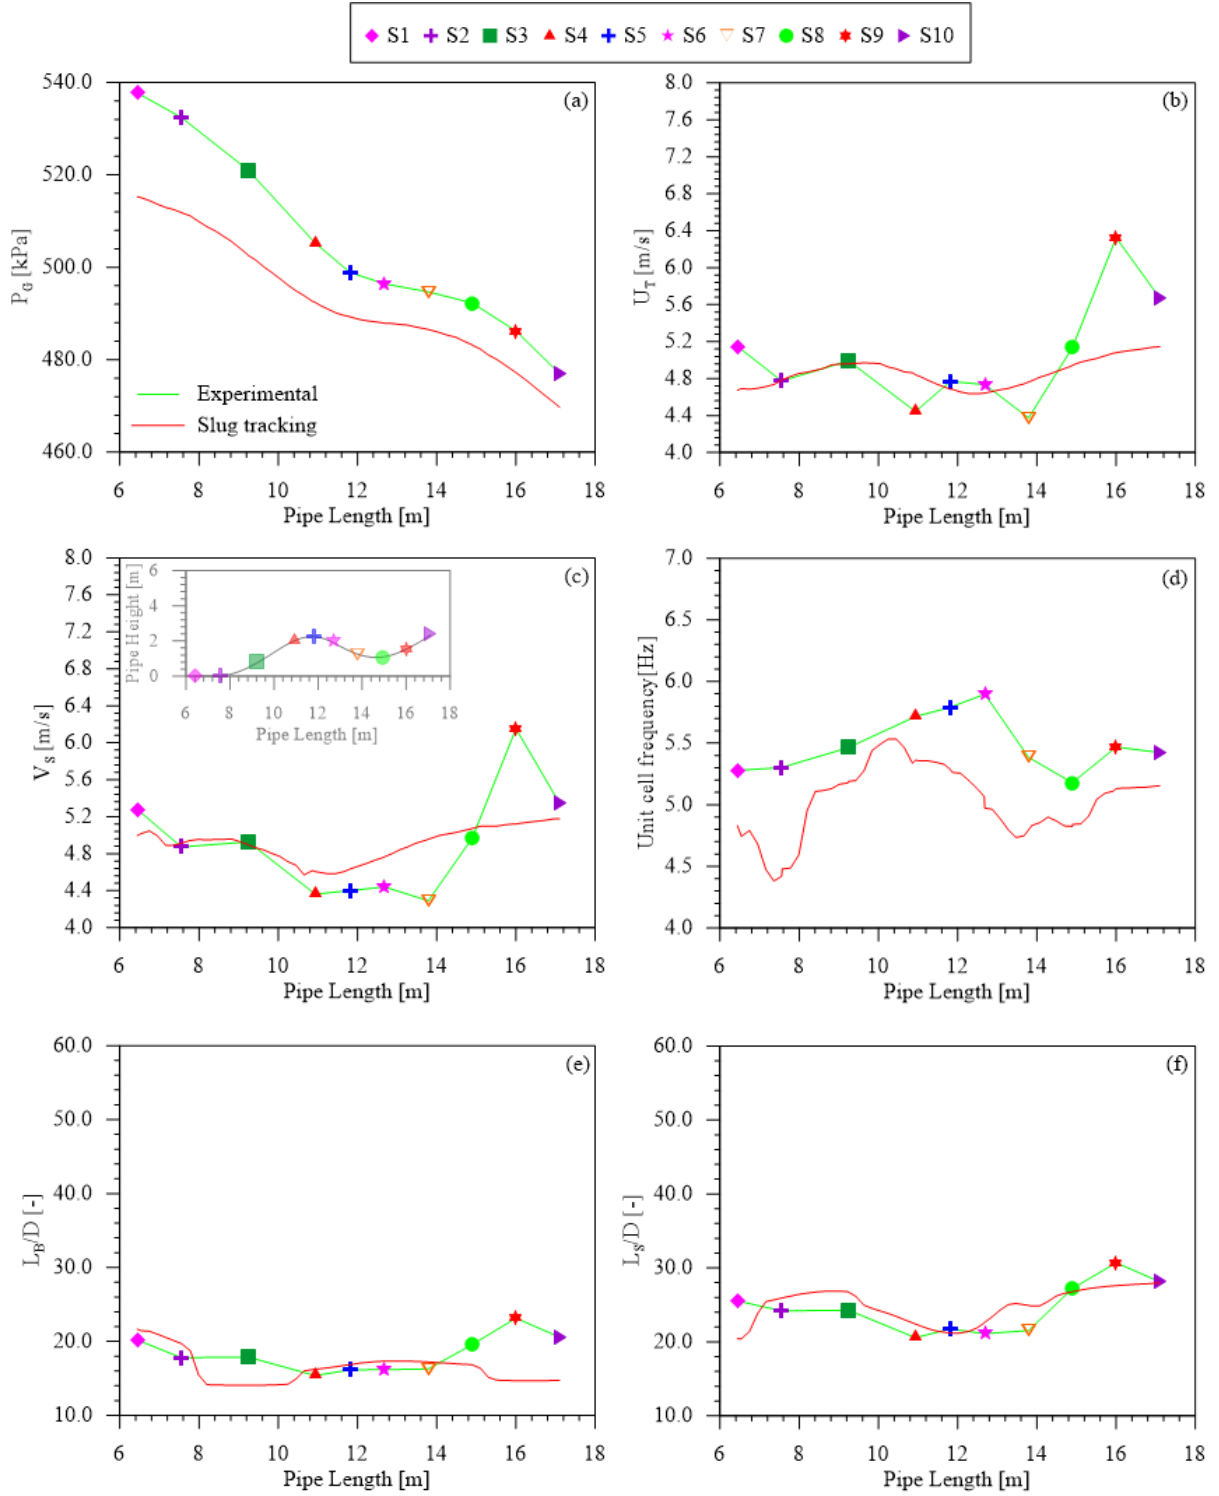 S1 S2 S3 S4 S5 S6 S7 S8 S9 S10
540.0
520.0
500.0
480.0
460.0
P_G [kPa]
(a)
Experimental
Slug tracking
6 8 10 12 14 16 18
Pipe Length [m]
8.0
7.6
7.2
6.8
6.4
6.0
5.6
5.2
4.8
4.4
4.0
U_T [m/s]
(b)
6 8 10 12 14 16 18
Pipe Length [m]
8.0
7.6
7.2
6.8
6.4
6.0
5.6
5.2
4.8
4.4
4.0
V_S [m/s]
(c)
Pipe Height [m]
6
4
2
0
6 8 10 12 14 16 18
Pipe Length [m]
6 8 10 12 14 16 18
Pipe Length [m]
7.0
6.0
5.5
5.0
4.5
4.0
Unit cell frequency[Hz]
(d)
6 8 10 12 14 16 18
Pipe Length [m]
60.0
50.0
40.0
30.0
20.0
10.0
L_B/D [-]
(e)
6 8 10 12 14 16 18
Pipe Length [m]
60.0
50.0
40.0
30.0
20.0
10.0
L_S/D [-]
(f)
6 8 10 12 14 16 18
Pipe Length [m]